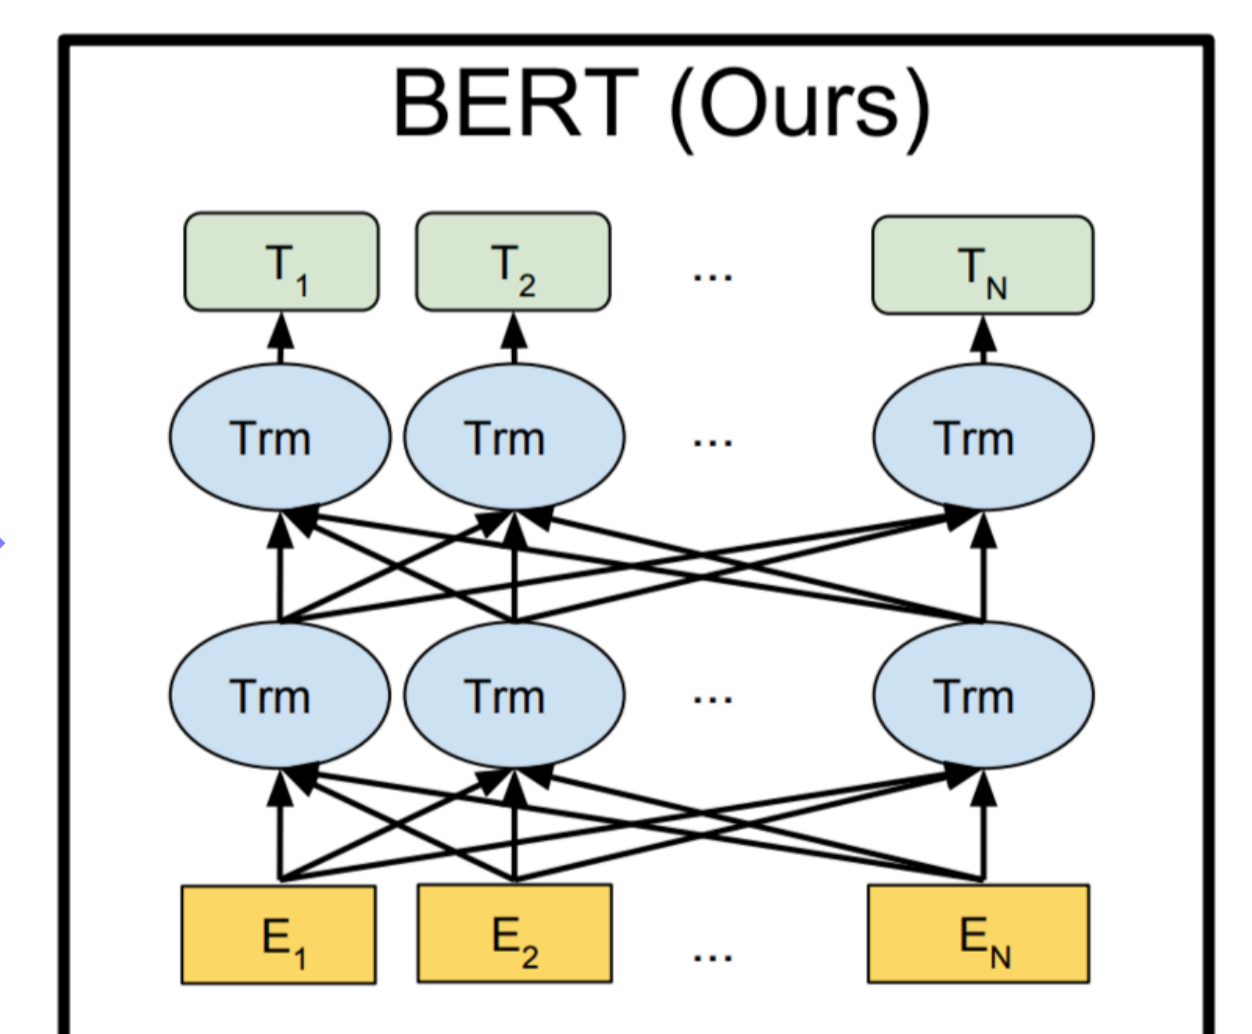 BERT (Ours)
T1 T2 ... TN
Trm Trm ... Trm
Trm Trm ... Trm
E1 E2 ... EN